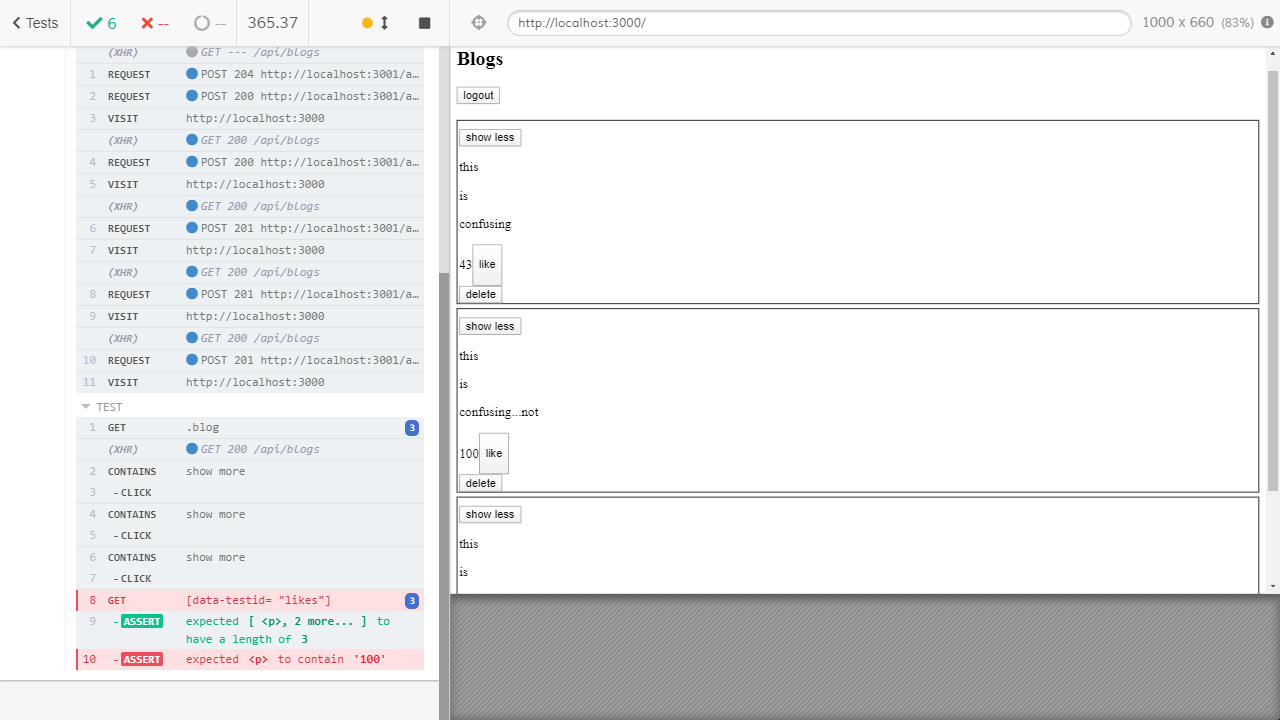 Tests
6
--
--
365.37
http://localhost:3000/
1000 x 660 (83%)
(XHR) GET --- /api/blogs
1 REQUEST POST 204 http://localhost:3001/a…
2 REQUEST POST 200 http://localhost:3001/a…
3 VISIT http://localhost:3000
(XHR) GET 200 /api/blogs
4 REQUEST POST 200 http://localhost:3001/a…
5 VISIT http://localhost:3000
(XHR) GET 200 /api/blogs
6 REQUEST POST 201 http://localhost:3001/a…
7 VISIT http://localhost:3000
(XHR) GET 200 /api/blogs
8 REQUEST POST 201 http://localhost:3001/a…
9 VISIT http://localhost:3000
(XHR) GET 200 /api/blogs
10 REQUEST POST 201 http://localhost:3001/a…
11 VISIT http://localhost:3000
TEST
1 GET .blog 3
(XHR) GET 200 /api/blogs
2 CONTAINS show more
3 -CLICK
4 CONTAINS show more
5 -CLICK
6 CONTAINS show more
7 -CLICK
8 GET [data-testid= "likes"] 3
9 -ASSERT expected [ <p>, 2 more... ] to
have a length of 3
10 -ASSERT expected <p> to contain '100'
Blogs
logout
show less
this
is
confusing
43 like
delete
show less
this
is
confusing...not
100 like
delete
show less
this
is